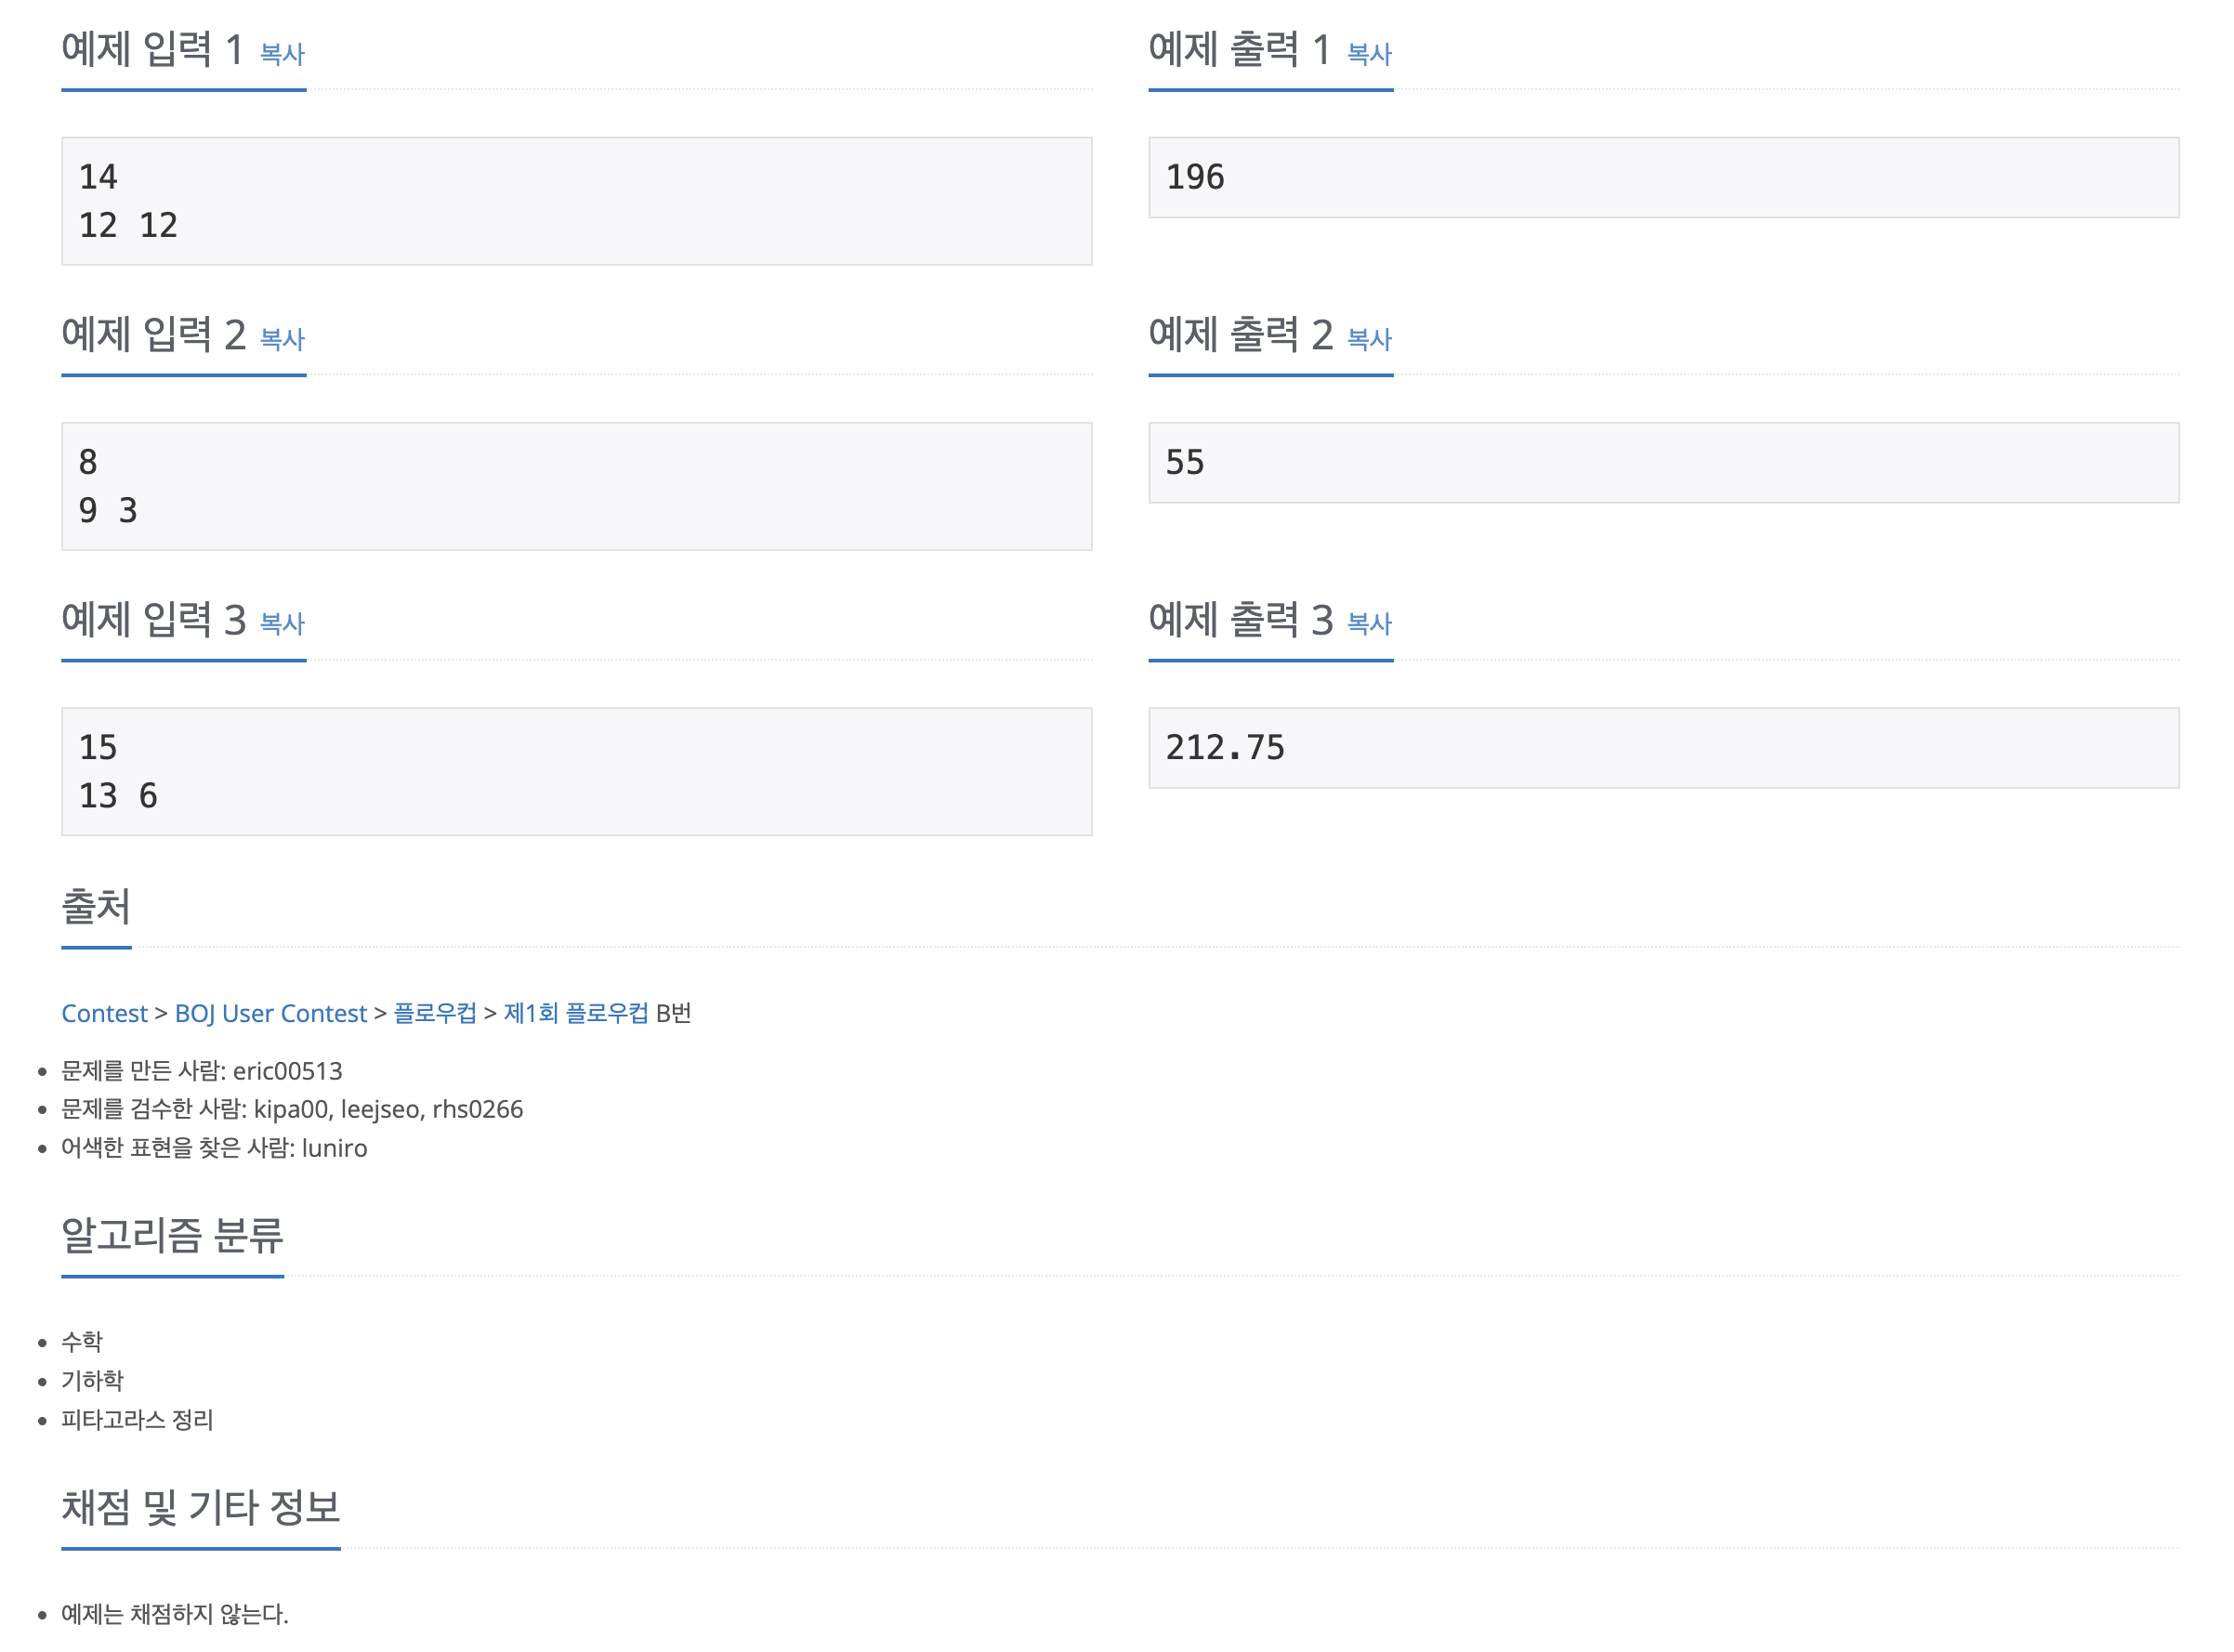 예제 입력 1 복사
14
12 12
예제 출력 1 복사
196
예제 입력 2 복사
8
9 3
예제 출력 2 복사
55
예제 입력 3 복사
15
13 6
예제 출력 3 복사
212.75
출처
Contest > BOJ User Contest > 플로우컵 > 제1회 플로우컵 B번
문제를 만든 사람: eric00513
문제를 검수한 사람: kipa00, leejseo, rhs0266
어색한 표현을 찾은 사람: luniro
알고리즘 분류
수학
기하학
피타고라스 정리
채점 및 기타 정보
예제는 채점하지 않는다.